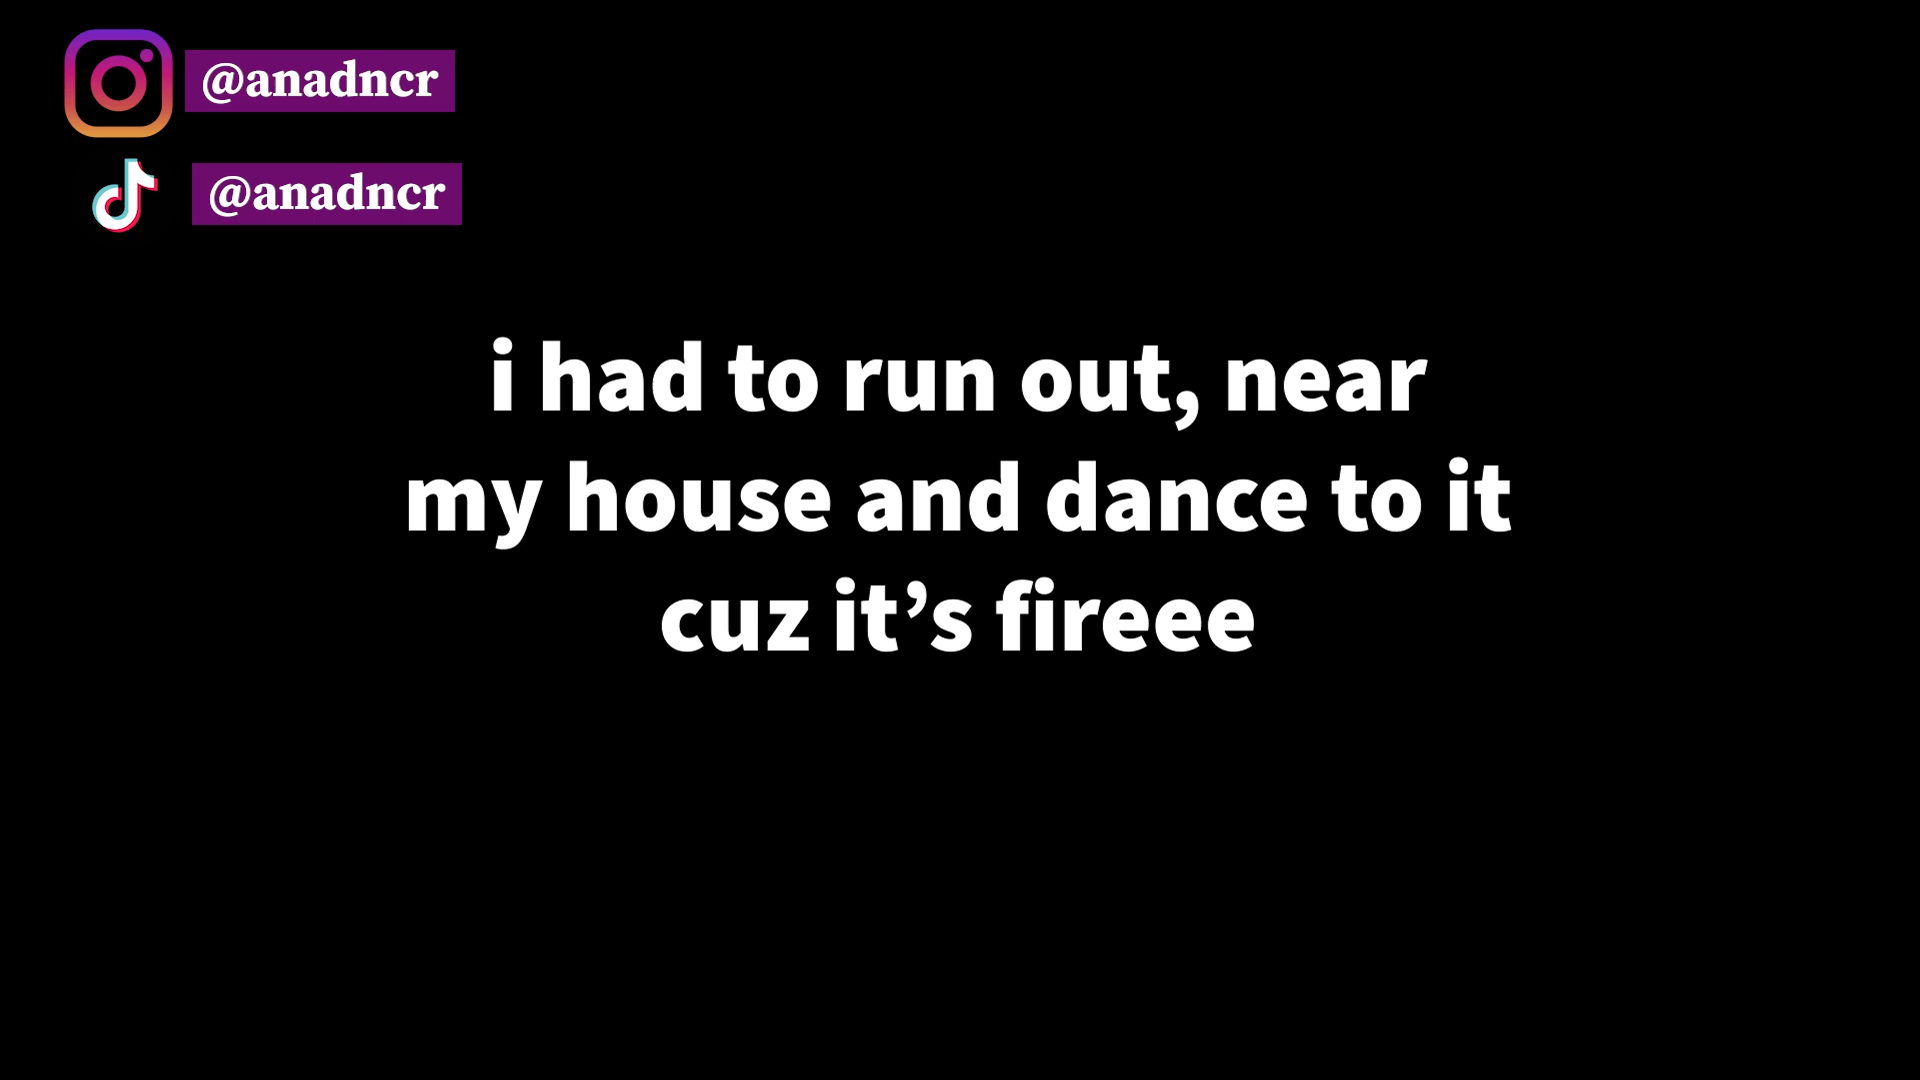 @anadncr
@anadncr
i had to run out, near
my house and dance to it
cuz it’s fireee